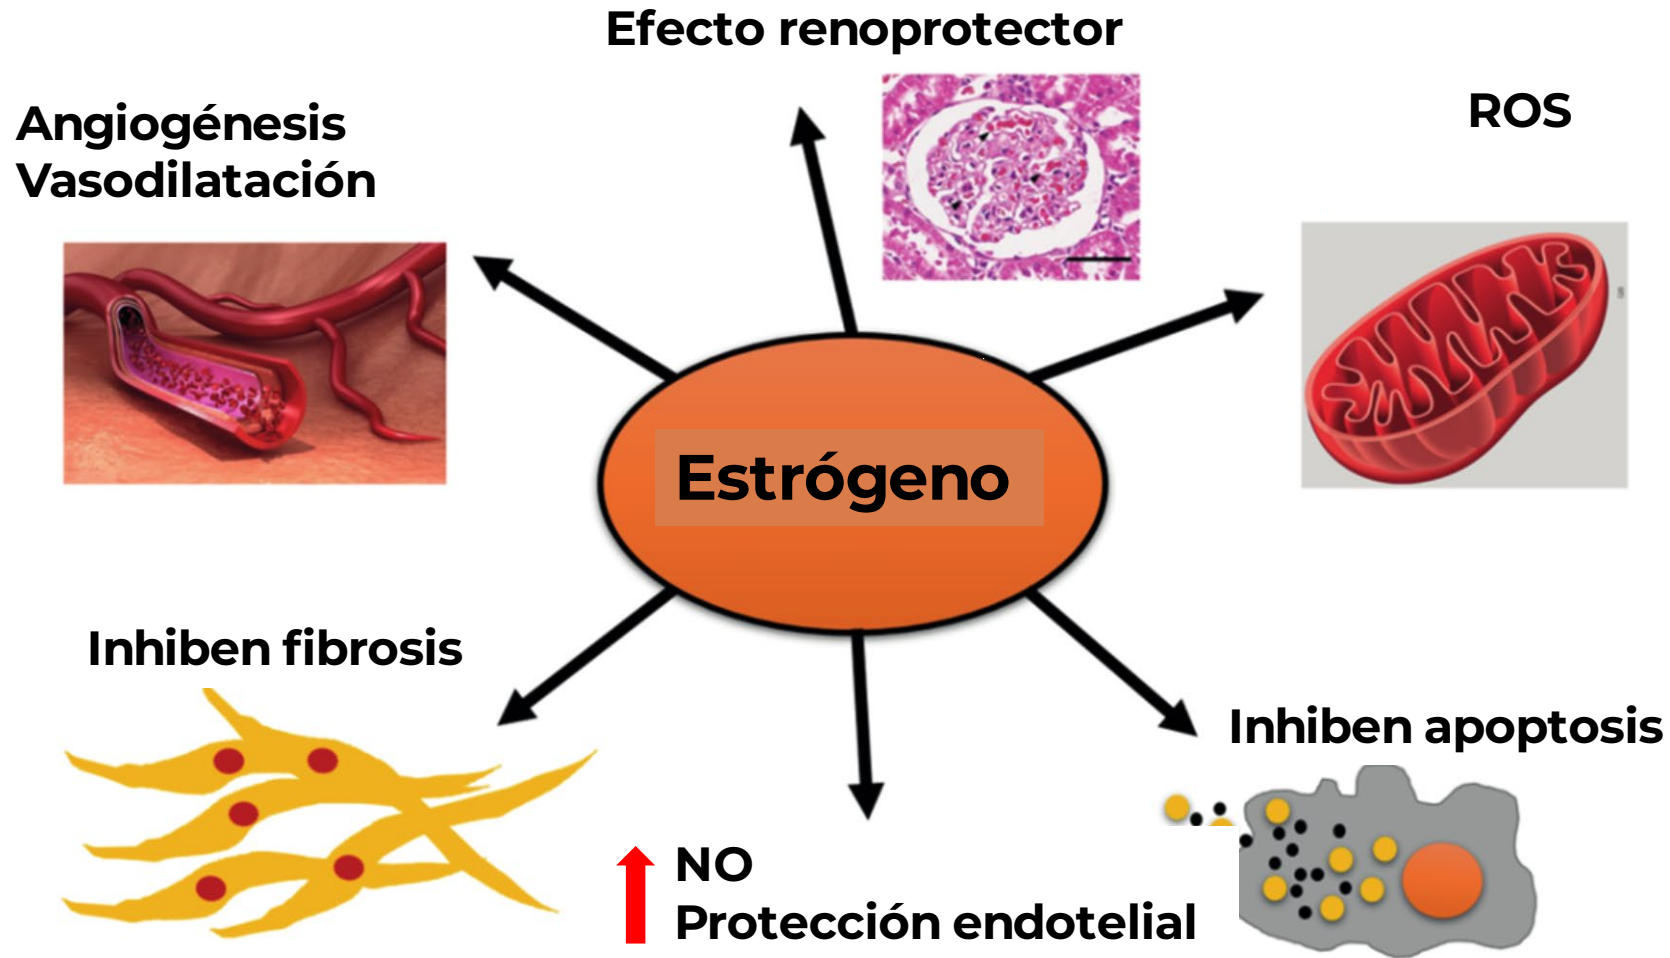 Efecto renoprotector
Angiogénesis
Vasodilatación
ROS
Estrógeno
Inhiben fibrosis
Inhiben apoptosis
NO
Protección endotelial